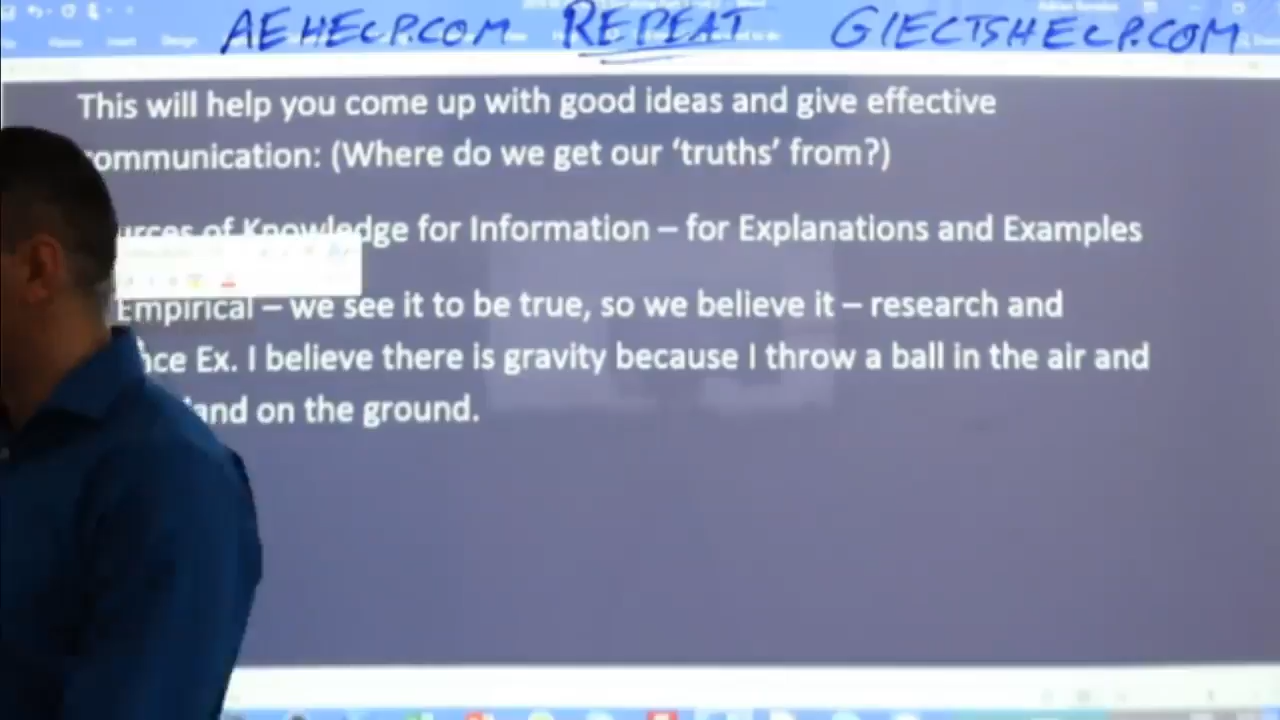 AEHELP.COM REPEAT GIECTSHELP.COM
This will help you come up with good ideas and give effective
communication: (Where do we get our ‘truths’ from?)
of Knowledge for Information – for Explanations and Examples
Empirical – we see it to be true, so we believe it – research and
Ex. I believe there is gravity because I throw a ball in the air and
land on the ground.